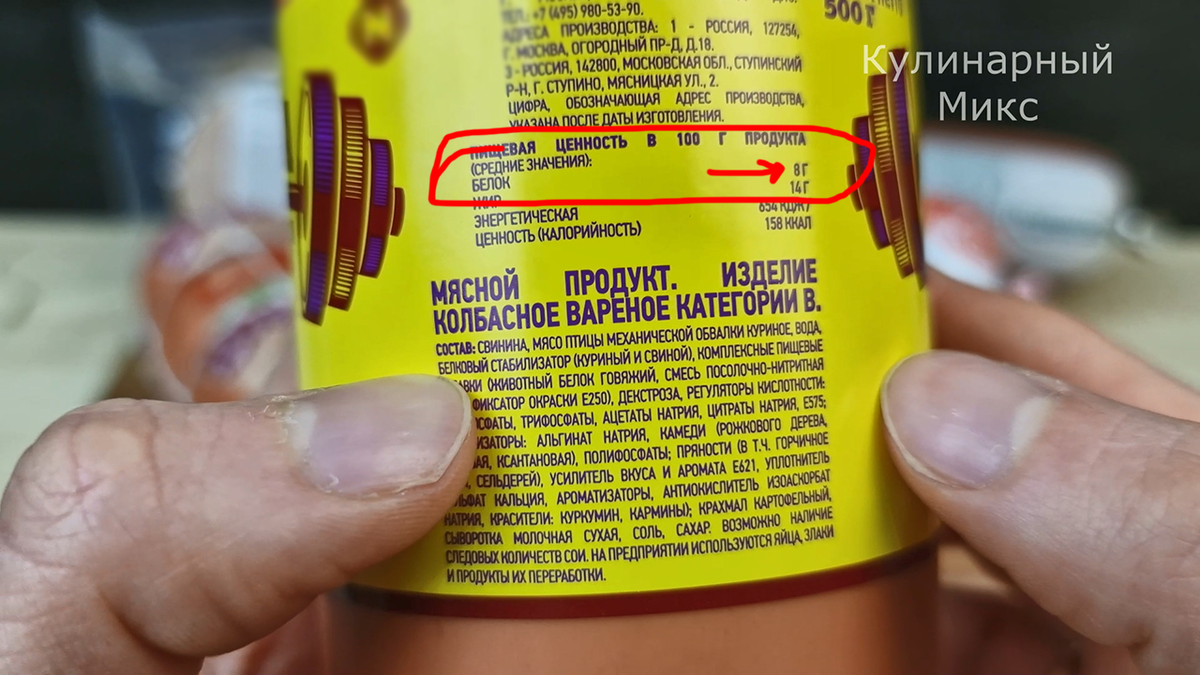 500 Г
ТЕЛ.: +7 (495) 980-53-90.
АДРЕСА ПРОИЗВОДСТВА: 1 - РОССИЯ, 127254,
Г. МОСКВА, ОГОРОДНЫЙ ПР-Д, Д.18.
3 - РОССИЯ, 142800, МОСКОВСКАЯ ОБЛ., СТУПИНСКИЙ
Р-Н, Г. СТУПИНО, МЯСНИЦКАЯ УЛ., 2.
ЦИФРА, ОБОЗНАЧАЮЩАЯ АДРЕС ПРОИЗВОДСТВА,
УКАЗАНА ПОСЛЕ ДАТЫ ИЗГОТОВЛЕНИЯ.
Кулинарный
Микс
ПИЩЕВАЯ ЦЕННОСТЬ В 100 Г ПРОДУКТА
(СРЕДНИЕ ЗНАЧЕНИЯ):
БЕЛОК 8 Г
ЖИР 14 Г
ЭНЕРГЕТИЧЕСКАЯ 654 КДЖ /
ЦЕННОСТЬ (КАЛОРИЙНОСТЬ) 158 ККАЛ
МЯСНОЙ ПРОДУКТ. ИЗДЕЛИЕ
КОЛБАСНОЕ ВАРЕНОЕ КАТЕГОРИИ В.
СОСТАВ: СВИНИНА, МЯСО ПТИЦЫ МЕХАНИЧЕСКОЙ ОБВАЛКИ КУРИНОЕ, ВОДА,
БЕЛКОВЫЙ СТАБИЛИЗАТОР (КУРИНЫЙ И СВИНОЙ), КОМПЛЕКСНЫЕ ПИЩЕВЫЕ
(ЖИВОТНЫЙ БЕЛОК ГОВЯЖИЙ, СМЕСЬ ПОСОЛОЧНО-НИТРИТНАЯ
ФИКСАТОР ОКРАСКИ Е250), ДЕКСТРОЗА, РЕГУЛЯТОРЫ КИСЛОТНОСТИ:
ТРИФОСФАТЫ, АЦЕТАТЫ НАТРИЯ, ЦИТРАТЫ НАТРИЯ, Е575;
АЛЬГИНАТ НАТРИЯ, КАМЕДИ (РОЖКОВОГО ДЕРЕВА,
КСАНТАНОВАЯ), ПОЛИФОСФАТЫ; ПРЯНОСТИ (В Т.Ч. ГОРЧИЧНОЕ
СЕЛЬДЕРЕЙ), УСИЛИТЕЛЬ ВКУСА И АРОМАТА Е621, УПЛОТНИТЕЛЬ
КАЛЬЦИЯ, АРОМАТИЗАТОРЫ, АНТИОКИСЛИТЕЛЬ ИЗОАСКОРБАТ
НАТРИЯ, КРАСИТЕЛИ: КУРКУМИН, КАРМИНЫ); КРАХМАЛ КАРТОФЕЛЬНЫЙ,
СЫВОРОТКА МОЛОЧНАЯ СУХАЯ, СОЛЬ, САХАР. ВОЗМОЖНО НАЛИЧИЕ
СЛЕДОВЫХ КОЛИЧЕСТВ СОИ. НА ПРЕДПРИЯТИИ ИСПОЛЬЗУЮТСЯ ЯЙЦА, ЗЛАКИ
И ПРОДУКТЫ ИХ ПЕРЕРАБОТКИ.